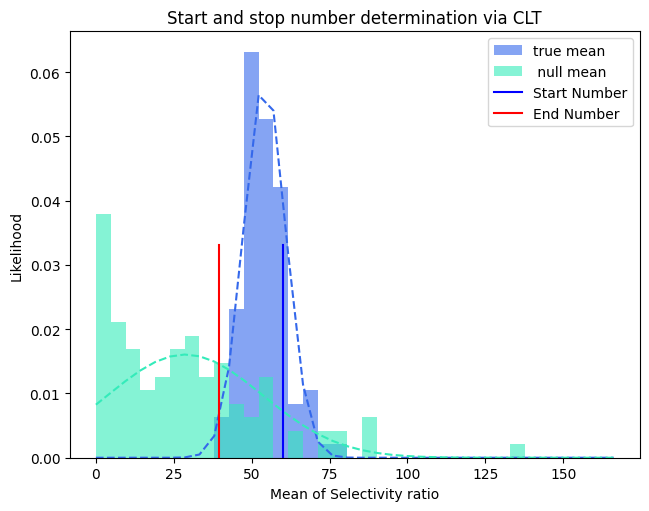 Start and stop number determination via CLT
true mean
null mean
Start Number
End Number
0.06
0.05
0.04
0.03
0.02
0.01
0.00
Likelihood
0 25 50 75 100 125 150
Mean of Selectivity ratio